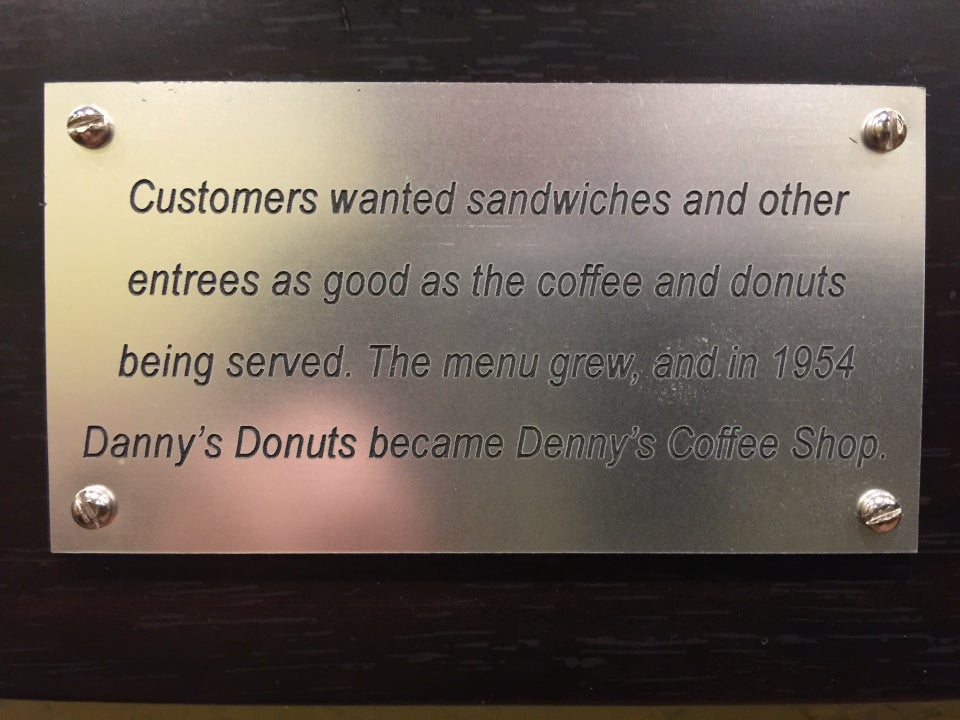 Customers wanted sandwiches and other
entrees as good as the coffee and donuts
being served. The menu grew, and in 1954
Danny’s Donuts became Denny’s Coffee Shop.